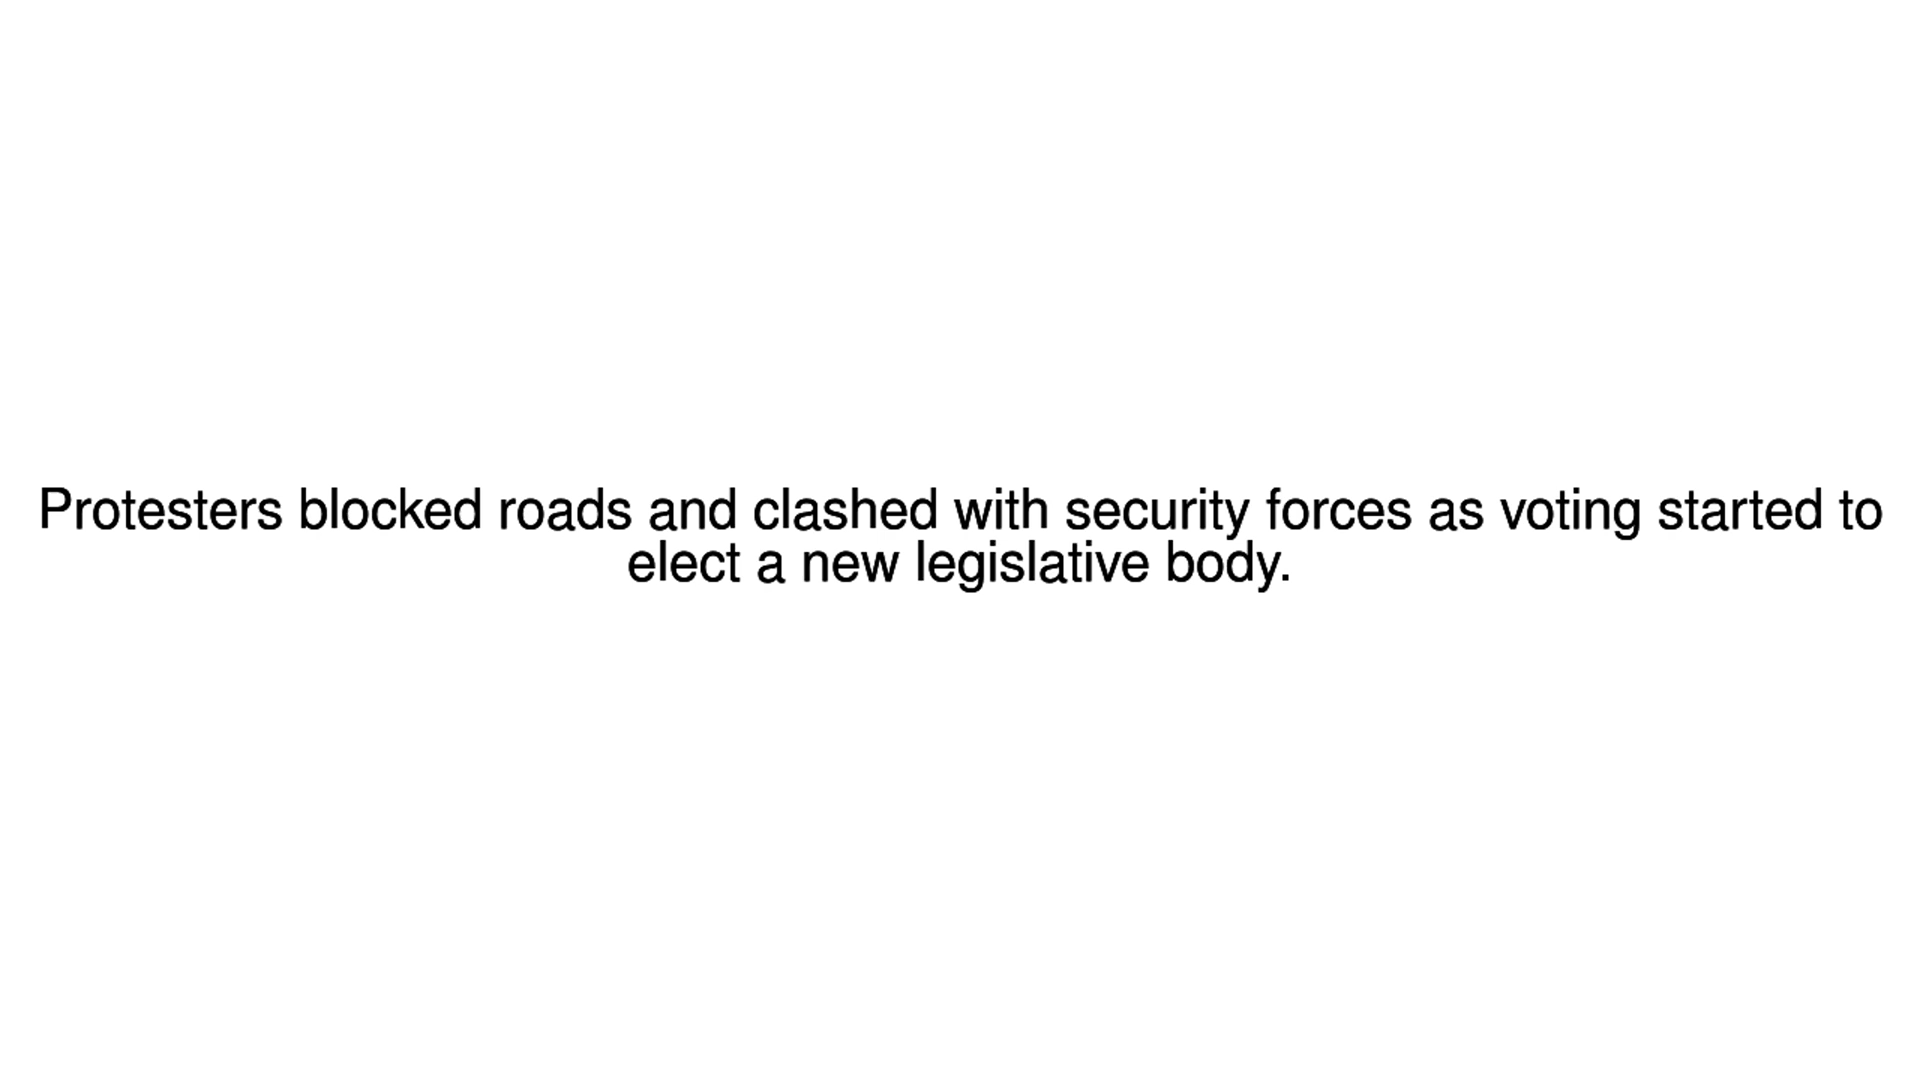 Protesters blocked roads and clashed with security forces as voting started to
elect a new legislative body.